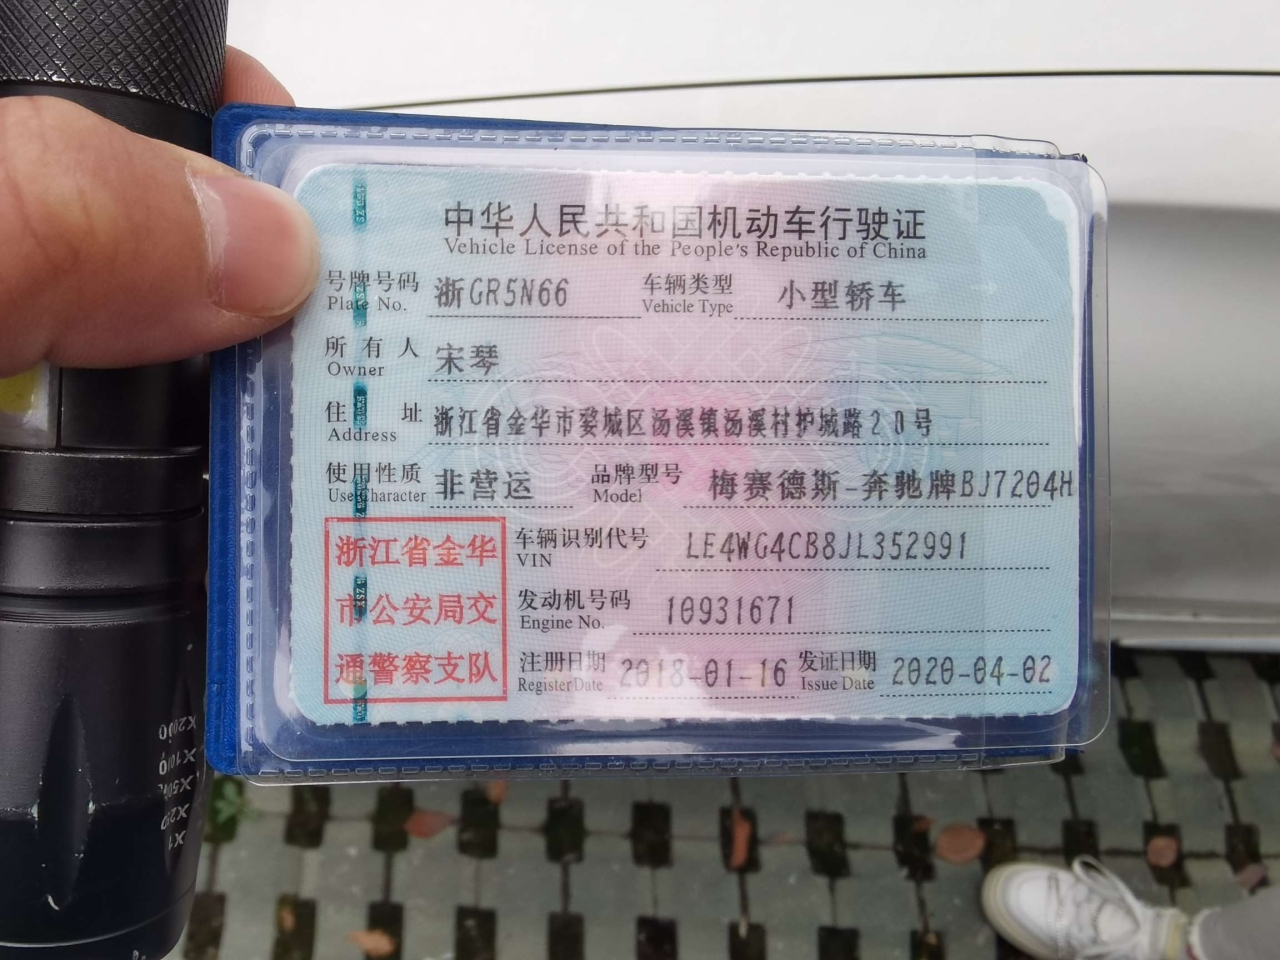 中华人民共和国机动车行驶证
Vehicle License of the People's Republic of China
号牌号码 浙GR5N66 车辆类型 小型轿车
Plate No. Vehicle Type
所有人 宋琴
Owner
住址 浙江省金华市婺城区汤溪镇汤溪村护城路20号
Address
使用性质 非营运 品牌型号 梅赛德斯-奔驰牌BJ7204H
Use Character Model
浙江省金华
市公安局交
通警察支队
车辆识别代号 LE4WG4CB8JL352991
VIN
发动机号码 10931671
Engine No.
注册日期 2018-01-16 发证日期 2020-04-02
Register Date Issue Date
X2000
X1000
X500
X250
X1